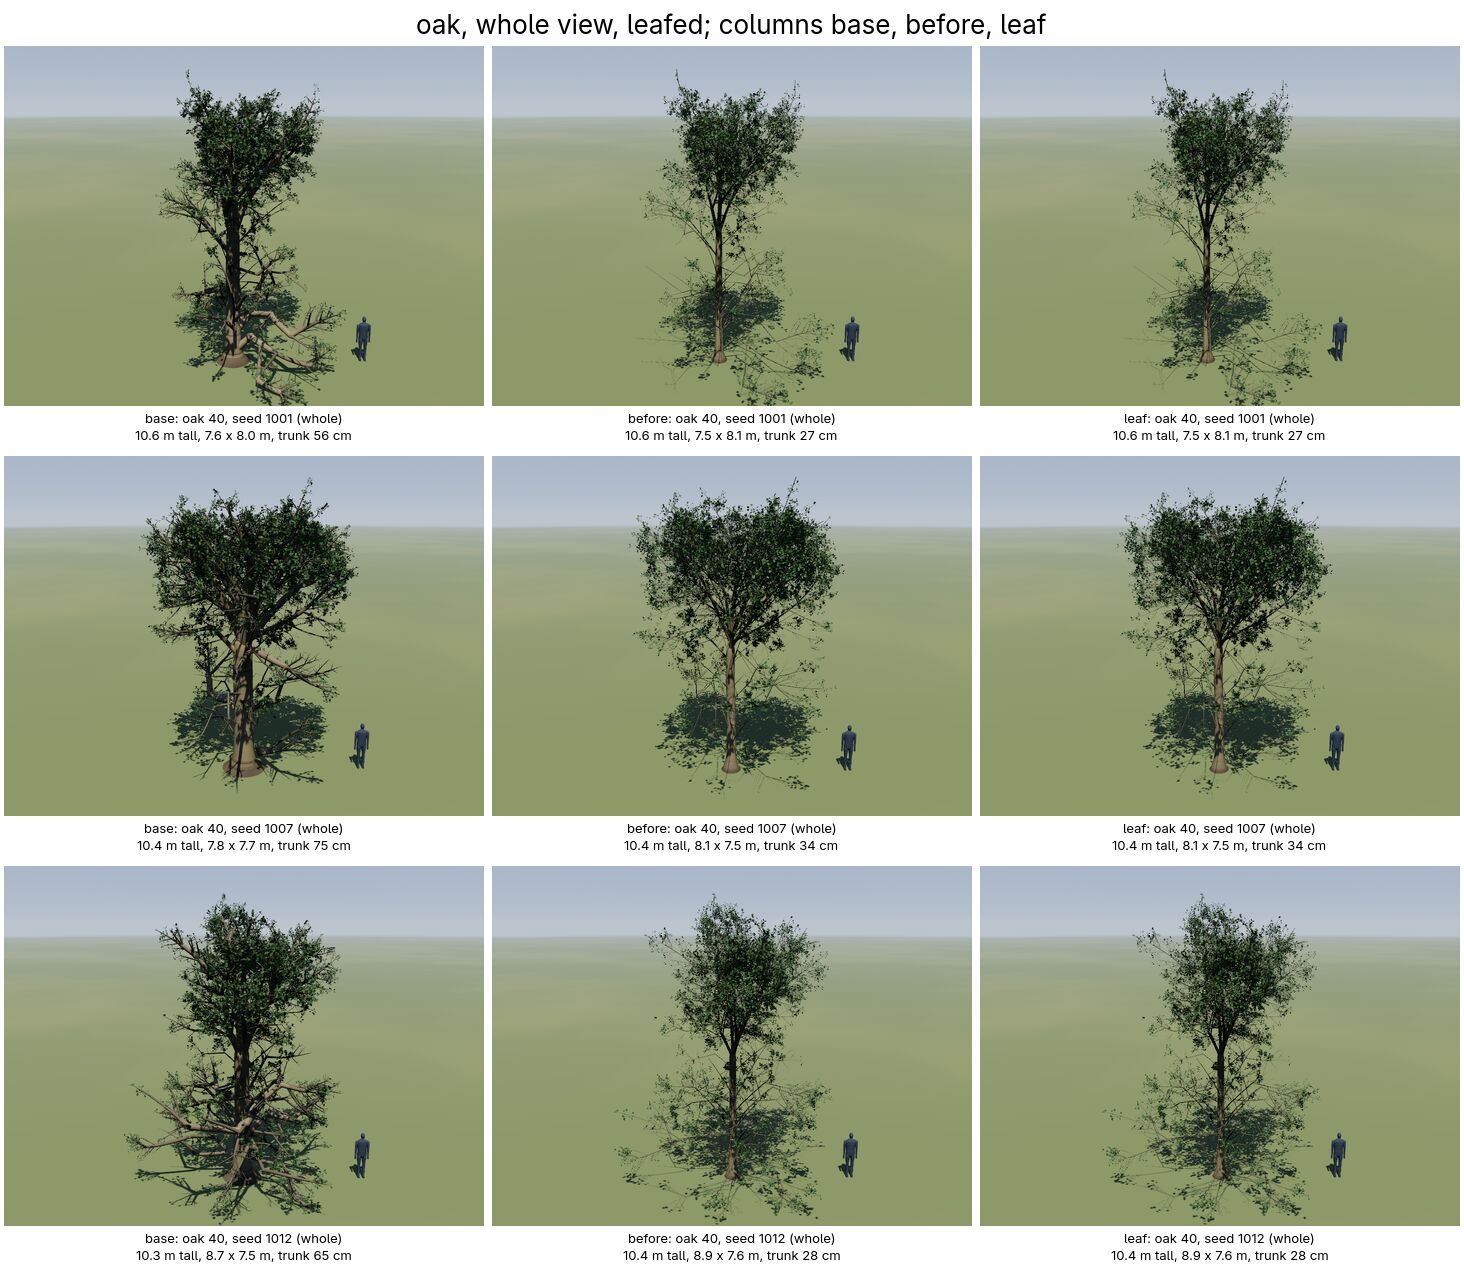 oak, whole view, leafed; columns base, before, leaf
base: oak 40, seed 1001 (whole)
10.6 m tall, 7.6 x 8.0 m, trunk 56 cm
before: oak 40, seed 1001 (whole)
10.6 m tall, 7.5 x 8.1 m, trunk 27 cm
leaf: oak 40, seed 1001 (whole)
10.6 m tall, 7.5 x 8.1 m, trunk 27 cm
base: oak 40, seed 1007 (whole)
10.4 m tall, 7.8 x 7.7 m, trunk 75 cm
before: oak 40, seed 1007 (whole)
10.4 m tall, 8.1 x 7.5 m, trunk 34 cm
leaf: oak 40, seed 1007 (whole)
10.4 m tall, 8.1 x 7.5 m, trunk 34 cm
base: oak 40, seed 1012 (whole)
10.3 m tall, 8.7 x 7.5 m, trunk 65 cm
before: oak 40, seed 1012 (whole)
10.4 m tall, 8.9 x 7.6 m, trunk 28 cm
leaf: oak 40, seed 1012 (whole)
10.4 m tall, 8.9 x 7.6 m, trunk 28 cm